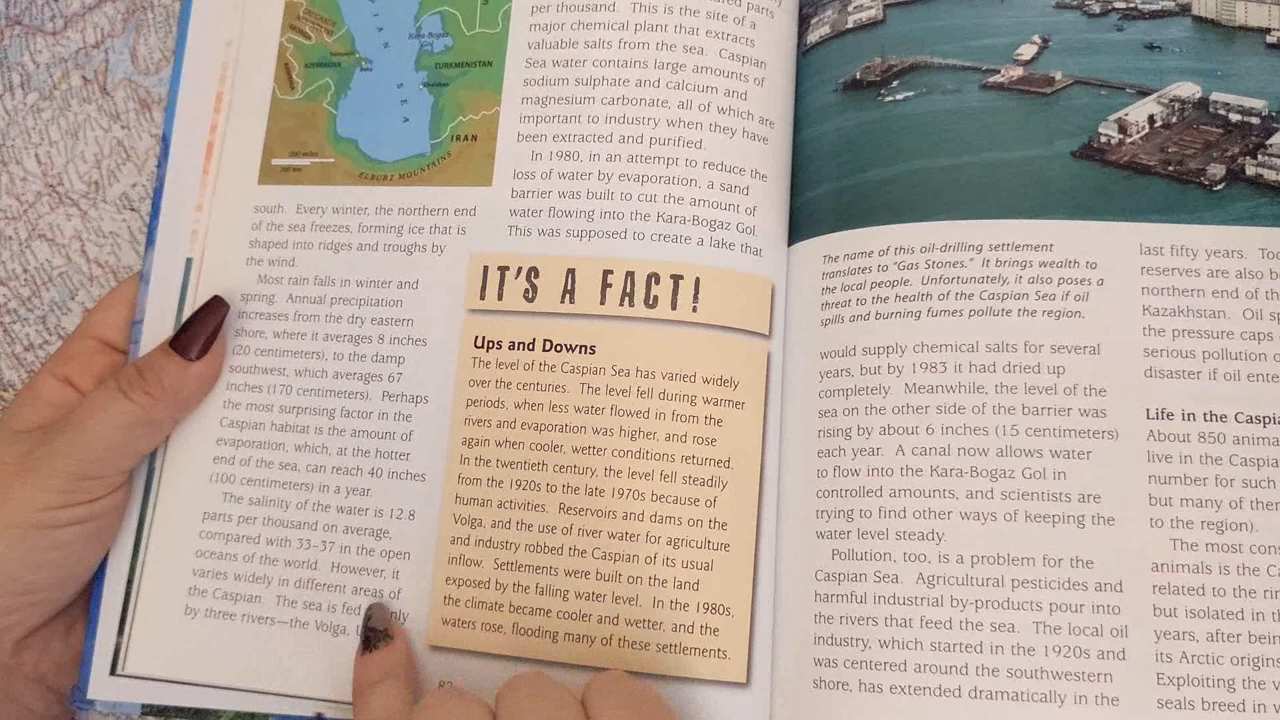 Kara-Bogaz
Gol
AZERBAIJAN
Baku
TURKMENISTAN
SEA
IRAN
200 miles
ELBURZ MOUNTAINS
south. Every winter, the northern end
of the sea freezes, forming ice that is
shaped into ridges and troughs by
the wind.
Most rain falls in winter and
spring. Annual precipitation
increases from the dry eastern
shore, where it averages 8 inches
(20 centimeters), to the damp
southwest, which averages 67
inches (170 centimeters). Perhaps
the most surprising factor in the
Caspian habitat is the amount of
evaporation, which, at the hotter
end of the sea, can reach 40 inches
(100 centimeters) in a year.
The salinity of the water is 12.8
parts per thousand on average,
compared with 33–37 in the open
oceans of the world. However, it
varies widely in different areas of
the Caspian. The sea is fed
by three rivers—the Volga,
parts
per thousand. This is the site of a
major chemical plant that extracts
valuable salts from the sea. Caspian
Sea water contains large amounts of
sodium sulphate and calcium and
magnesium carbonate, all of which are
important to industry when they have
been extracted and purified.
In 1980, in an attempt to reduce the
loss of water by evaporation, a sand
barrier was built to cut the amount of
water flowing into the Kara-Bogaz Gol.
This was supposed to create a lake that
IT'S A FACT!
Ups and Downs
The level of the Caspian Sea has varied widely
over the centuries. The level fell during warmer
periods, when less water flowed in from the
rivers and evaporation was higher, and rose
again when cooler, wetter conditions returned.
In the twentieth century, the level fell steadily
from the 1920s to the late 1970s because of
human activities. Reservoirs and dams on the
Volga, and the use of river water for agriculture
and industry robbed the Caspian of its usual
inflow. Settlements were built on the land
exposed by the falling water level. In the 1980s,
the climate became cooler and wetter, and the
waters rose, flooding many of these settlements.
The name of this oil-drilling settlement
translates to "Gas Stones." It brings wealth to
the local people. Unfortunately, it also poses a
threat to the health of the Caspian Sea if oil
spills and burning fumes pollute the region.
would supply chemical salts for several
years, but by 1983 it had dried up
completely. Meanwhile, the level of the
sea on the other side of the barrier was
rising by about 6 inches (15 centimeters)
each year. A canal now allows water
to flow into the Kara-Bogaz Gol in
controlled amounts, and scientists are
trying to find other ways of keeping the
water level steady.
Pollution, too, is a problem for the
Caspian Sea. Agricultural pesticides and
harmful industrial by-products pour into
the rivers that feed the sea. The local oil
industry, which started in the 1920s and
was centered around the southwestern
shore, has extended dramatically in the
last fifty years.
reserves are also
northern end of
Kazakhstan. Oil
the pressure caps
serious pollution
disaster if oil
Life in the
About 850
live in the
number for such
but many of
to the region).
The most
animals is the
related to the
but isolated in
years, after
its Arctic
Exploiting the
seals breed in